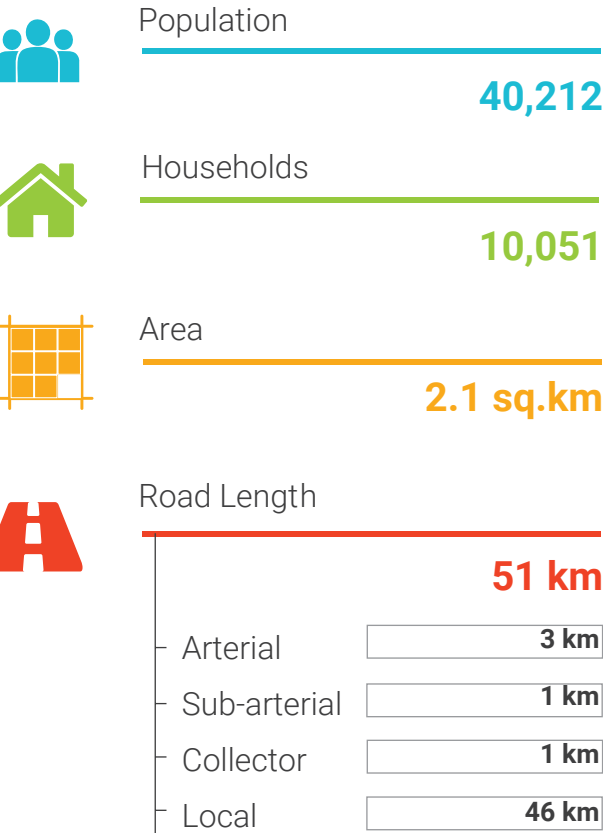 Population
40,212
Households
10,051
Area
2.1 sq.km
Road Length
51 km
Arterial 3 km
Sub-arterial 1 km
Collector 1 km
Local 46 km